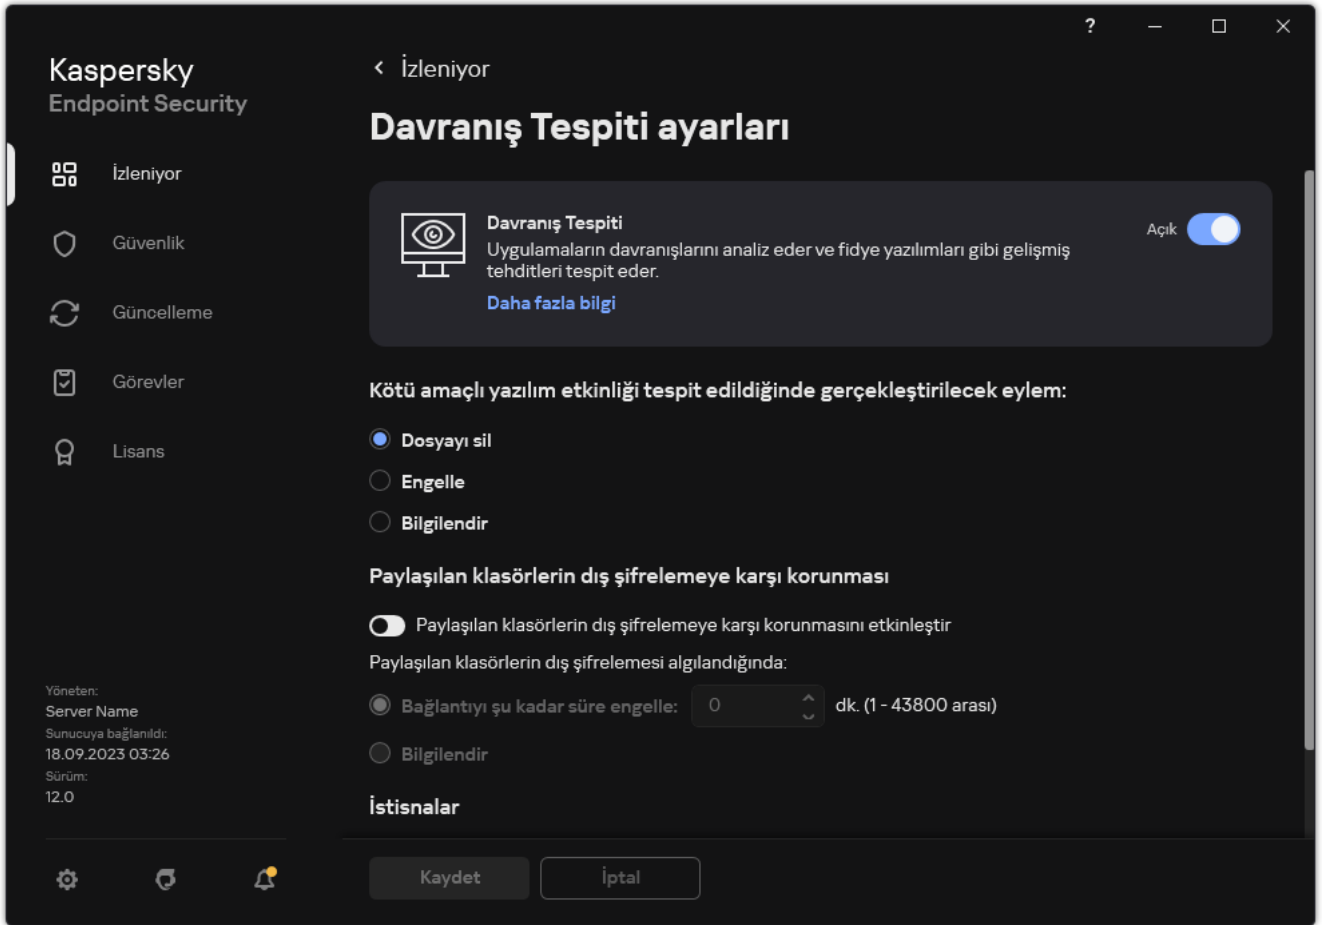 ?
Kaspersky
Endpoint Security
İzleniyor
Güvenlik
Güncelleme
Görevler
Lisans
Yöneten:
Server Name
Sunucuya bağlanıldı:
18.09.2023 03:26
Sürüm:
12.0
İzleniyor
Davranış Tespiti ayarları
Davranış Tespiti
Uygulamaların davranışlarını analiz eder ve fidye yazılımları gibi gelişmiş
tehditleri tespit eder.
Daha fazla bilgi
Açık
Kötü amaçlı yazılım etkinliği tespit edildiğinde gerçekleştirilecek eylem:
Dosyayı sil
Engelle
Bilgilendir
Paylaşılan klasörlerin dış şifrelemeye karşı korunması
Paylaşılan klasörlerin dış şifrelemeye karşı korunmasını etkinleştir
Paylaşılan klasörlerin dış şifrelemesi algılandığında:
Bağlantıyı şu kadar süre engelle: 0 dk. (1 - 43800 arası)
Bilgilendir
İstisnalar
Kaydet İptal